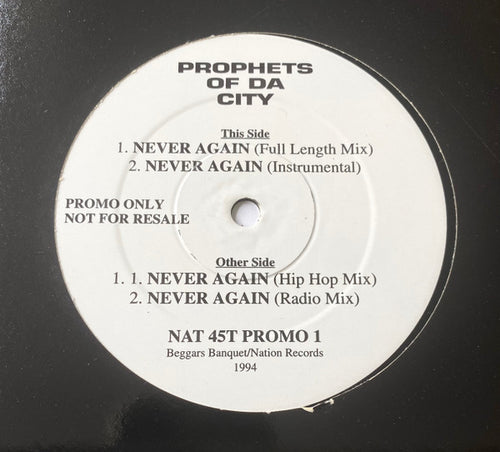 PROPHETS
OF DA
CITY
This Side
1. NEVER AGAIN (Full Length Mix)
2. NEVER AGAIN (Instrumental)
PROMO ONLY
NOT FOR RESALE
Other Side
1. 1. NEVER AGAIN (Hip Hop Mix)
2. NEVER AGAIN (Radio Mix)
NAT 45T PROMO 1
Beggars Banquet/Nation Records
1994